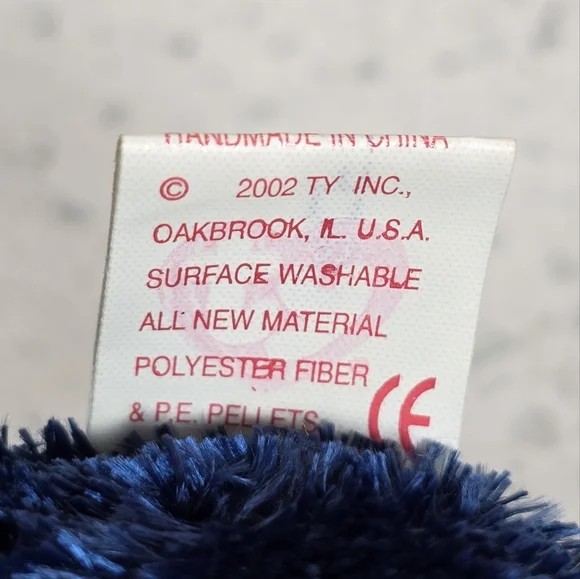 HANDMADE IN CHINA
© 2002 TY INC.,
OAKBROOK, IL. U.S.A.
SURFACE WASHABLE
ALL NEW MATERIAL
POLYESTER FIBER
& P.E. PELLETS
CE